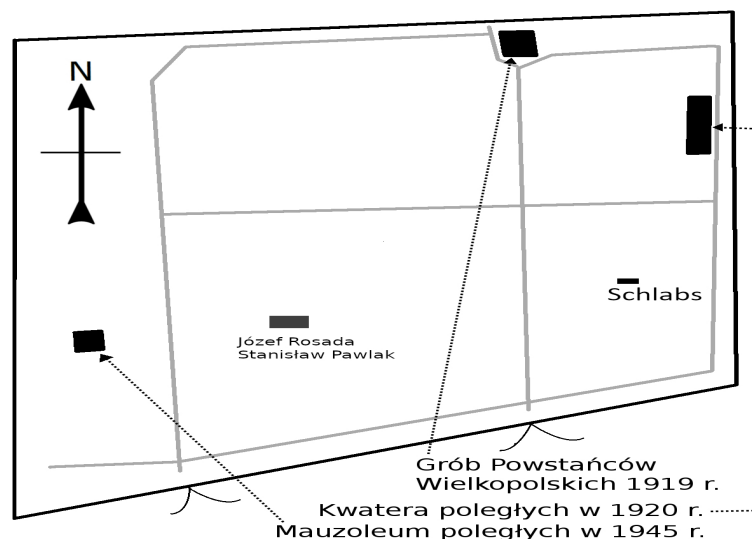 N
Schlabs
Józef Rosada
Stanisław Pawlak
Grób Powstańców
Wielkopolskich 1919 r.
Kwatera poległych w 1920 r.
Mauzoleum poległych w 1945 r.